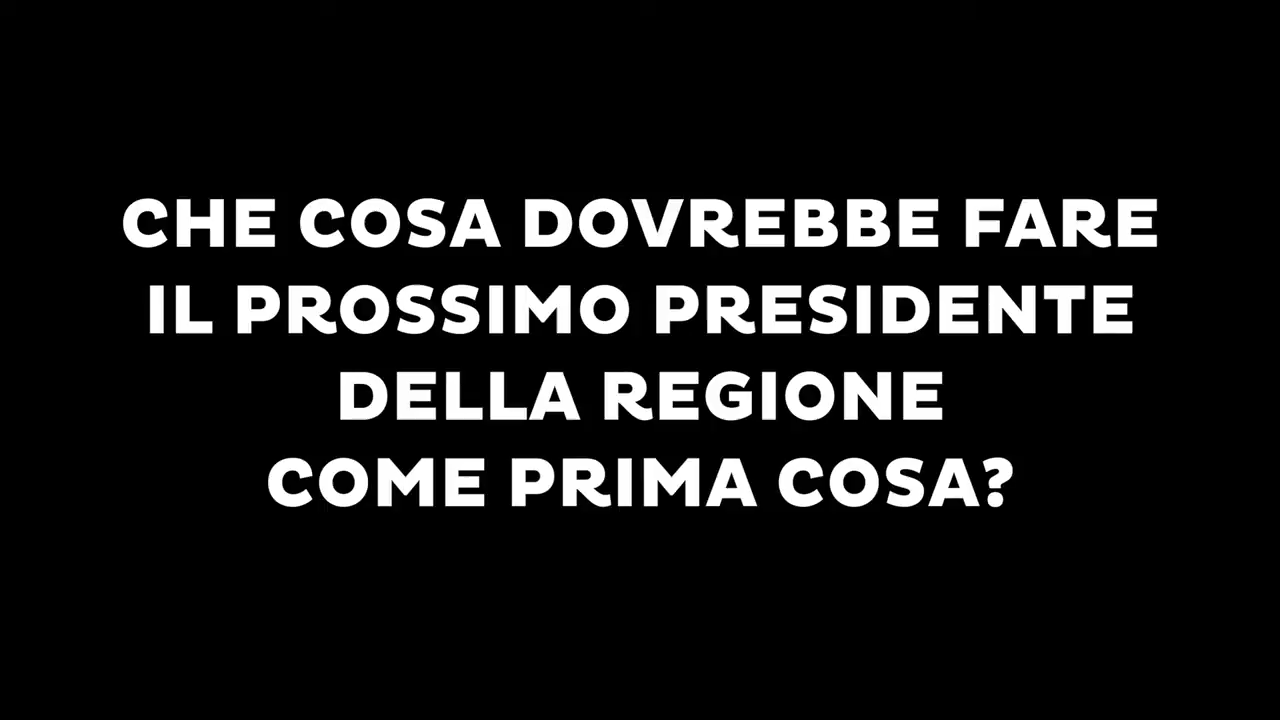 CHE COSA DOVREBBE FARE
IL PROSSIMO PRESIDENTE
DELLA REGIONE
COME PRIMA COSA?